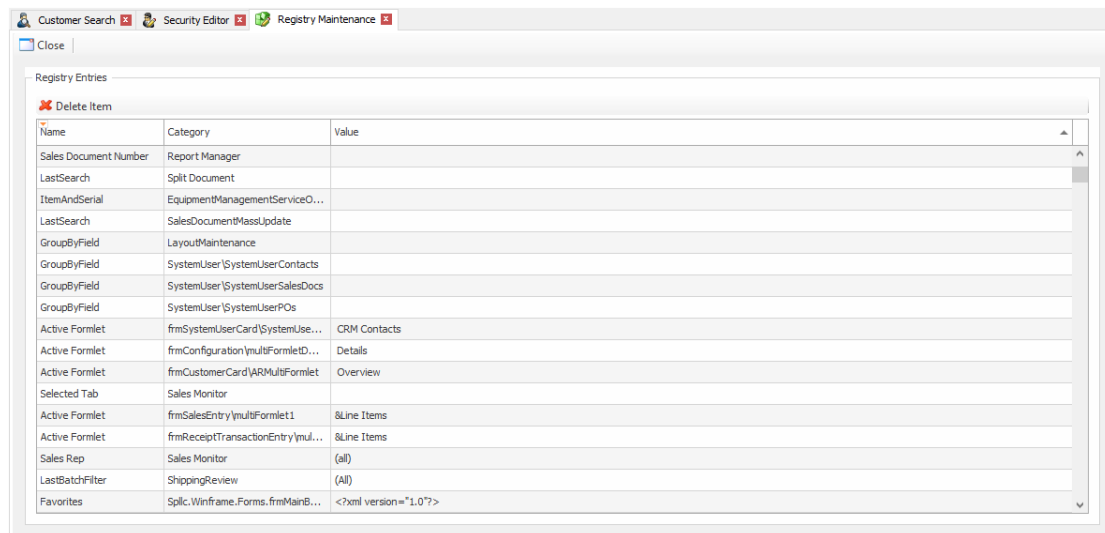 Customer Search Security Editor Registry Maintenance
Close
Registry Entries
Delete Item
Name Category Value
Sales Document Number Report Manager
LastSearch Split Document
ItemAndSerial EquipmentManagementServiceO...
LastSearch SalesDocumentMassUpdate
GroupByField LayoutMaintenance
GroupByField SystemUser\SystemUserContacts
GroupByField SystemUser\SystemUserSalesDocs
GroupByField SystemUser\SystemUserPOs
Active Formlet frmSystemUserCard\SystemUse... CRM Contacts
Active Formlet frmConfiguration\multiFormletD... Details
Active Formlet frmCustomerCard\ARMultiFormlet Overview
Selected Tab Sales Monitor
Active Formlet frmSalesEntry\multiFormlet1 &Line Items
Active Formlet frmReceiptTransactionEntry\mul... &Line Items
Sales Rep Sales Monitor (all)
LastBatchFilter ShippingReview (All)
Favorites Spllc.Winframe.Forms.frmMainB... <?xml version="1.0"?>